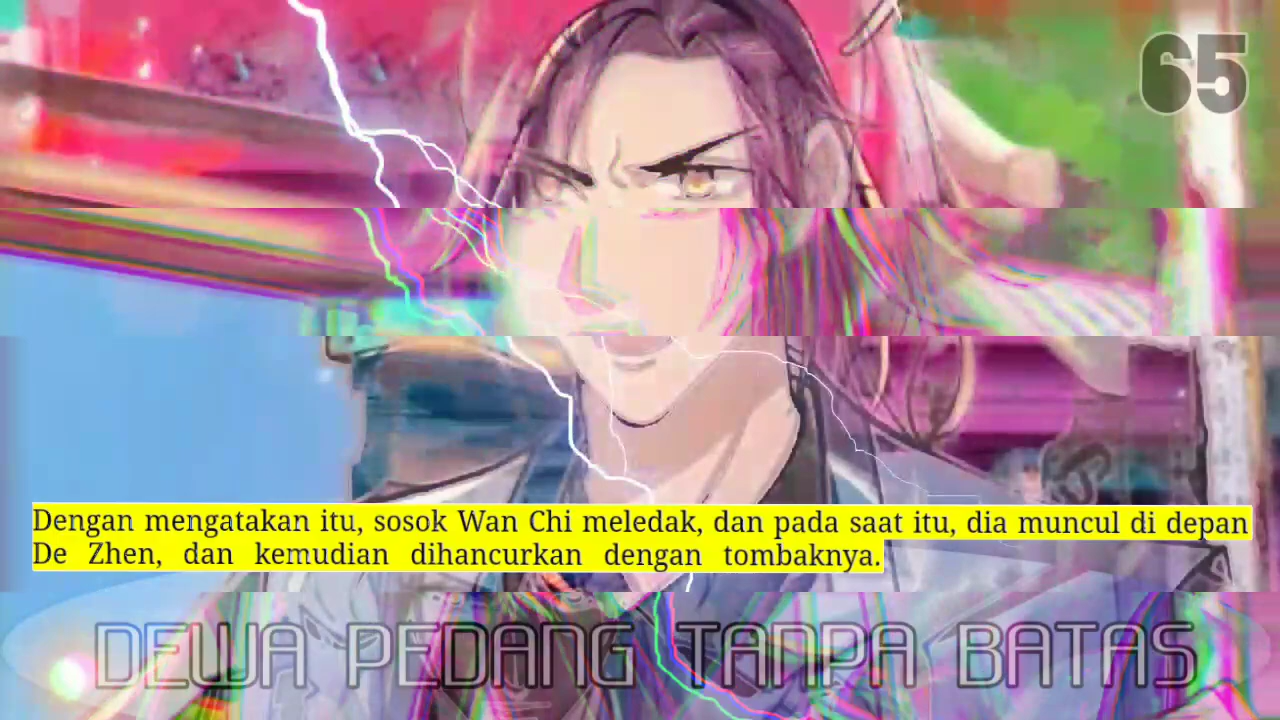 65
Dengan mengatakan itu, sosok Wan Chi meledak, dan pada saat itu, dia muncul di depan
De Zhen, dan kemudian dihancurkan dengan tombaknya.
DEWA PEDANG TANPA BATAS